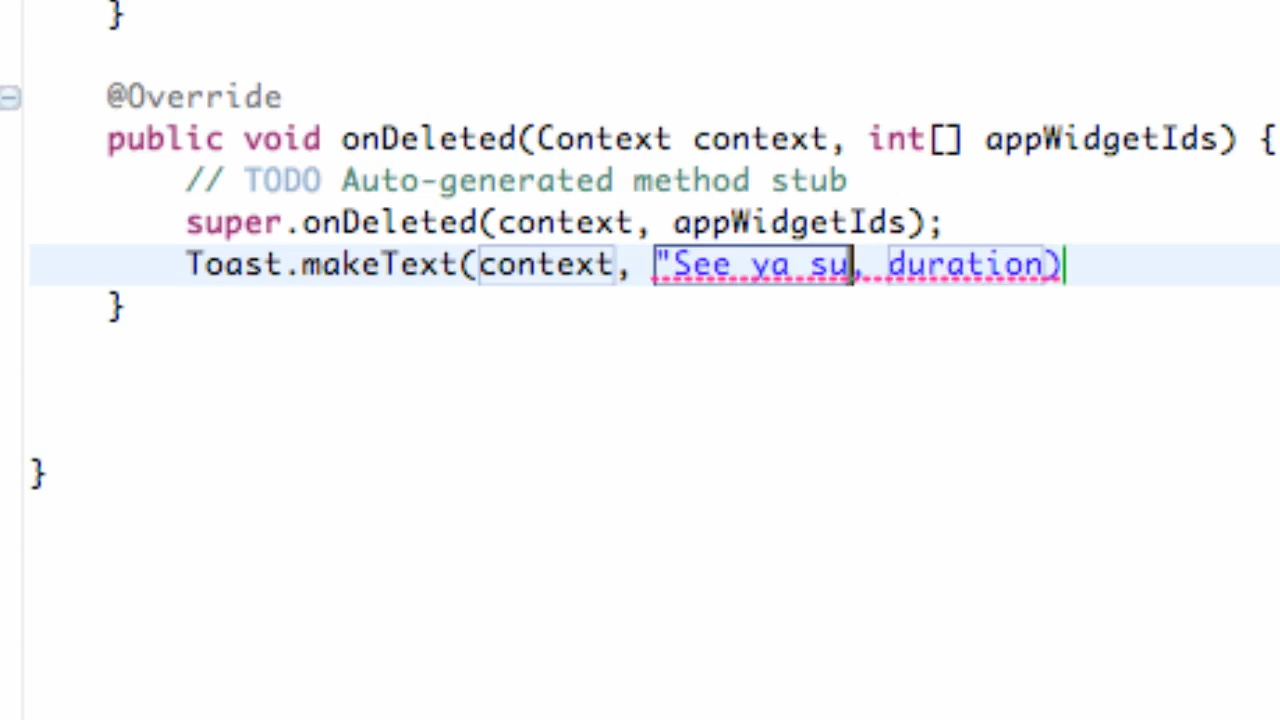 }
@Override
public void onDeleted(Context context, int[] appWidgetIds) {
// TODO Auto-generated method stub
super.onDeleted(context, appWidgetIds);
Toast.makeText(context, "See ya su, duration)
}
}